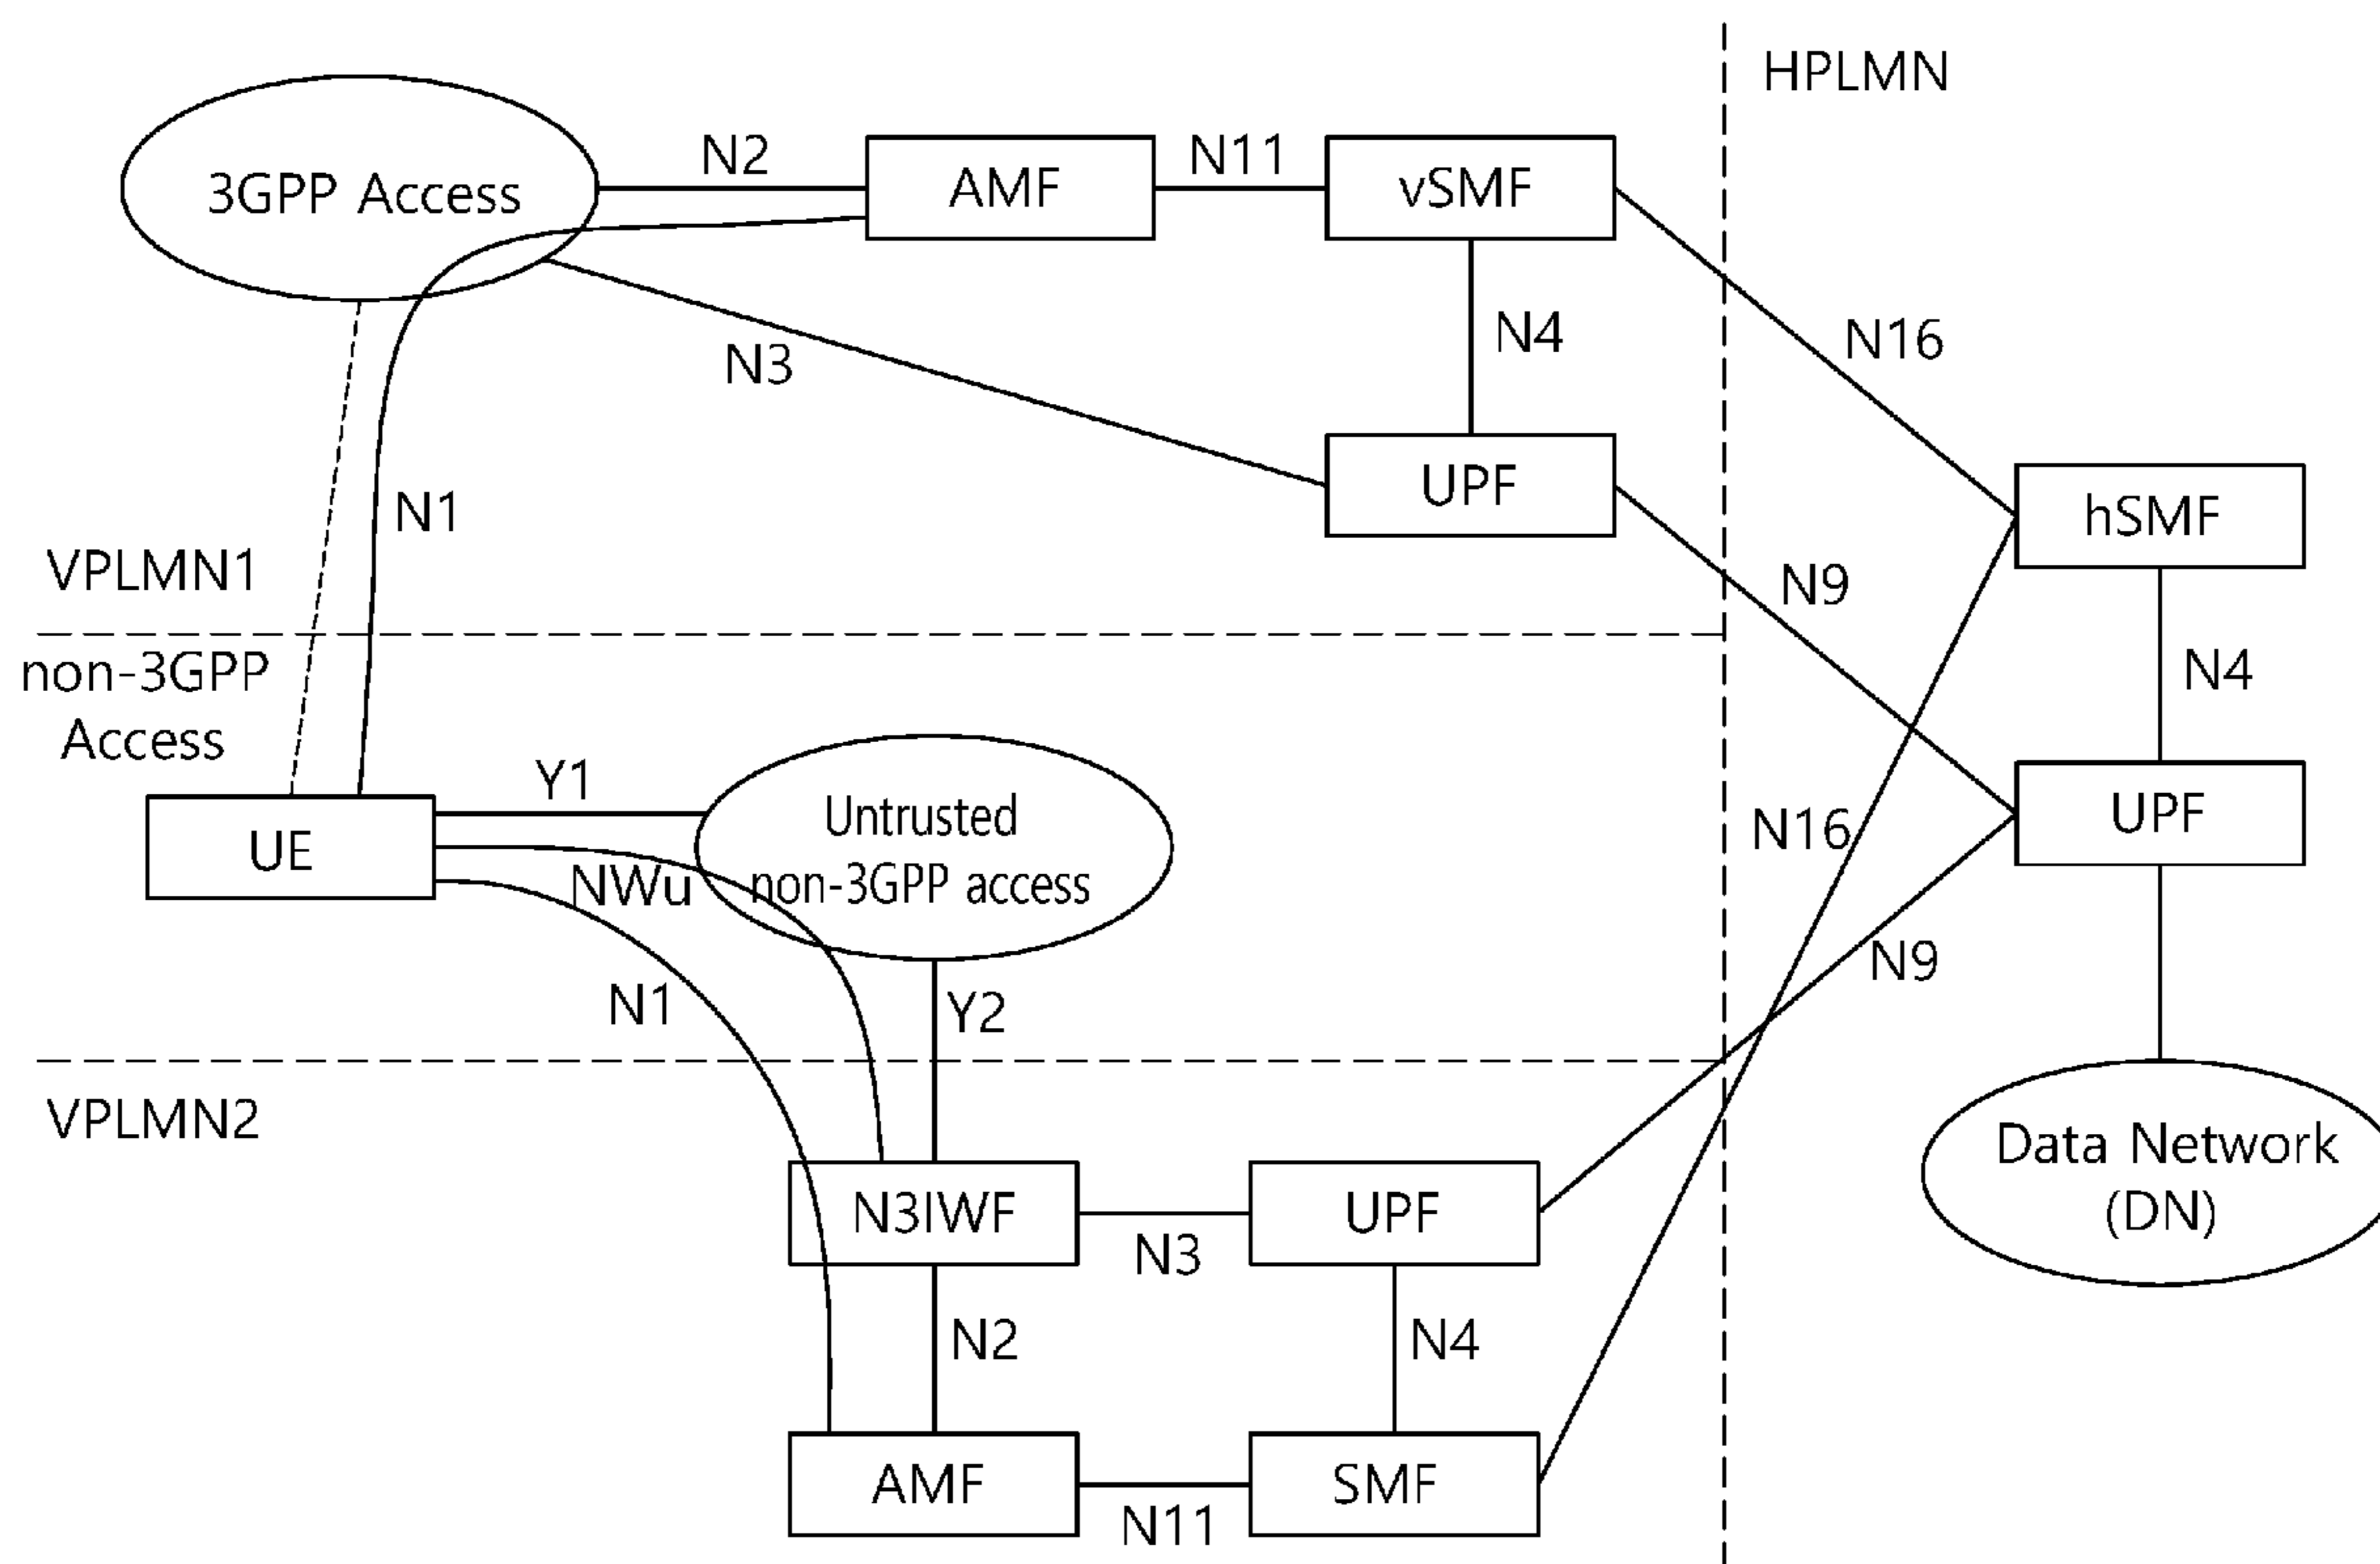 HPLMN
3GPP Access
N2
AMF
N11
vSMF
N16
N3
N4
UPF
N1
hSMF
VPLMN1
N9
N4
non-3GPP
Access
Y1
UE
NWu
Untrusted
non-3GPP access
N16
UPF
N9
N1
Y2
VPLMN2
N3IWF
N3
UPF
Data Network
(DN)
N2
N4
AMF
N11
SMF